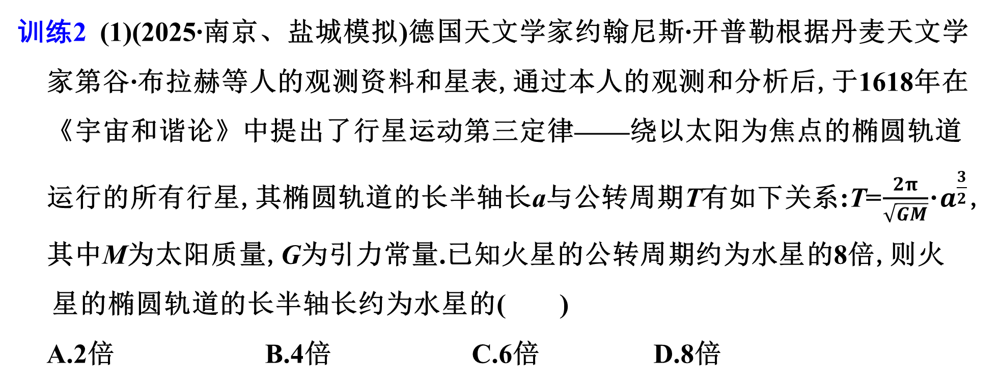 训练2 (1)(2025·南京、盐城模拟)德国天文学家约翰尼斯·开普勒根据丹麦天文学
家第谷·布拉赫等人的观测资料和星表,通过本人的观测和分析后,于1618年在
《宇宙和谐论》中提出了行星运动第三定律——绕以太阳为焦点的椭圆轨道
运行的所有行星,其椭圆轨道的长半轴长a与公转周期T有如下关系:T=\frac{2π}{\sqrt{GM}}·a^{\frac{3}{2}},
其中M为太阳质量,G为引力常量.已知火星的公转周期约为水星的8倍,则火
星的椭圆轨道的长半轴长约为水星的(　　)
A.2倍 B.4倍 C.6倍 D.8倍